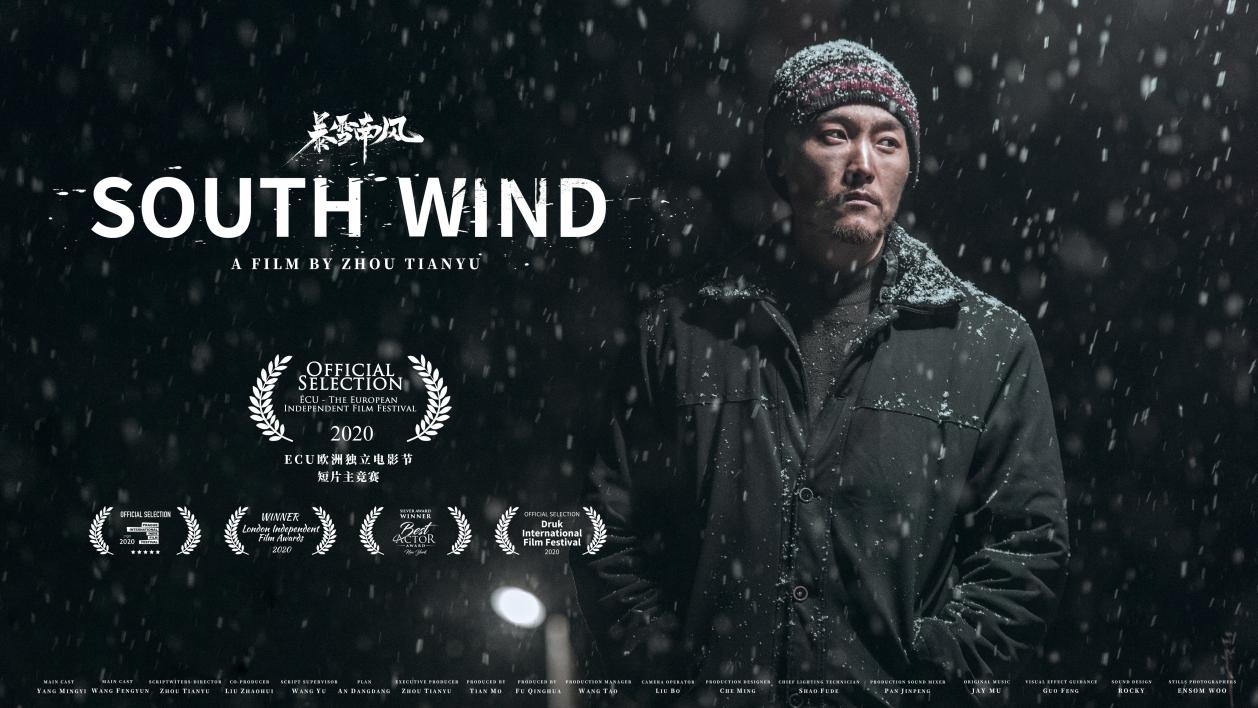 暴雪南风
SOUTH WIND
A FILM BY ZHOU TIANYU
OFFICIAL
SELECTION
ÉCU - THE EUROPEAN
INDEPENDENT FILM FESTIVAL
2020
ECU欧洲独立电影节
短片主竞赛
OFFICIAL SELECTION
2020
WINNER
London Independent
Film Awards
2020
SILVER AWARD
WINNER
Best
ACTOR
AWARD
New York
OFFICIAL SELECTION
Druk
International
Film Festival
2020
MAIN CAST MAIN CAST SCRIPTWITERS·DIRECTOR CO-PRODUCER SCRIPT SUPERVISOR PLAN EXECUTIVE PRODUCER PRODUCED BY PRODUCED BY PRODUCTION MANAGER CAMERA OPERATOR PRODUCTION DESIGNER CHIEF LIGHTING TECHNICIAN PRODUCTION SOUND MIXER ORIGINAL MUSIC VISUAL EFFECT GUIDANCE SOUND DESIGN STILLS PHOTOGRAPHERS
YANG MINGYI WANG FENGYUN ZHOU TIANYU LIU ZHAOHUI WANG YU AN DANGDANG ZHOU TIANYU TIAN MO FU QINGHUA WANG TAO LIU BO CHE MING SHAO FUDE PAN JINPENG JAY MU GUO FENG ROCKY ENSOM WOO